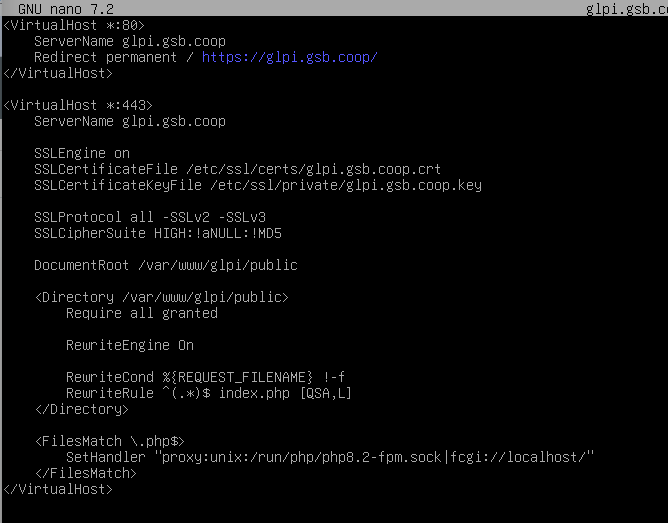 GNU nano 7.2 glpi.gsb.co
<VirtualHost *:80>
ServerName glpi.gsb.coop
Redirect permanent / https://glpi.gsb.coop/
</VirtualHost>
<VirtualHost *:443>
ServerName glpi.gsb.coop
SSLEngine on
SSLCertificateFile /etc/ssl/certs/glpi.gsb.coop.crt
SSLCertificateKeyFile /etc/ssl/private/glpi.gsb.coop.key
SSLProtocol all -SSLv2 -SSLv3
SSLCipherSuite HIGH:!aNULL:!MD5
DocumentRoot /var/www/glpi/public
<Directory /var/www/glpi/public>
Require all granted
RewriteEngine On
RewriteCond %{REQUEST_FILENAME} !-f
RewriteRule ^(.*)$ index.php [QSA,L]
</Directory>
<FilesMatch \.php$>
SetHandler "proxy:unix:/run/php/php8.2-fpm.sock|fcgi://localhost/"
</FilesMatch>
</VirtualHost>